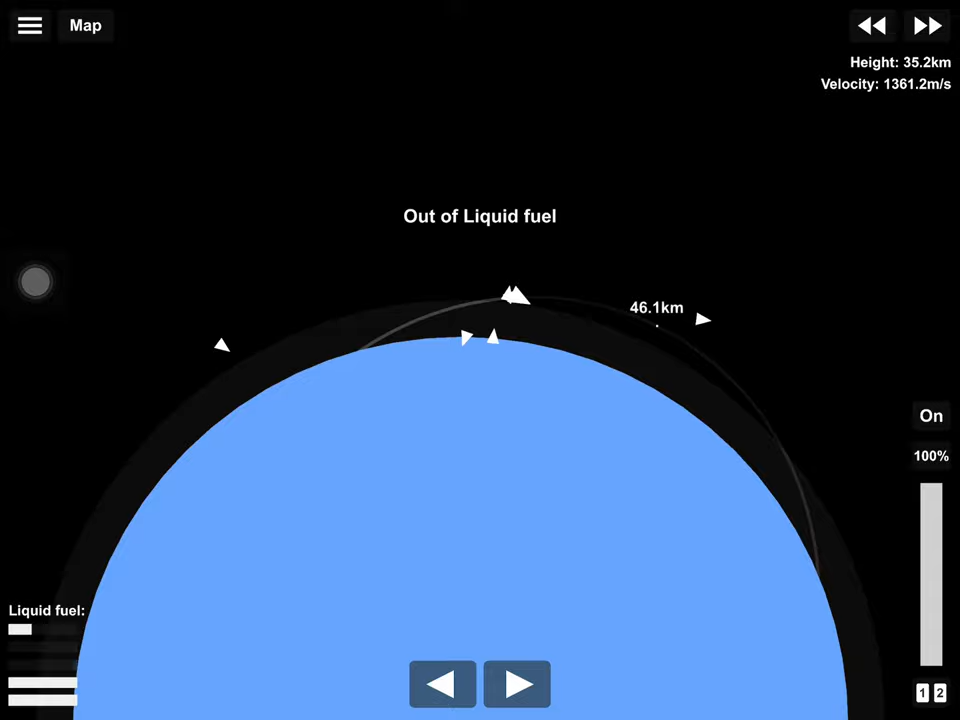 Map
Height: 35.2km
Velocity: 1361.2m/s
Out of Liquid fuel
46.1km
On
100%
Liquid fuel:
1 2